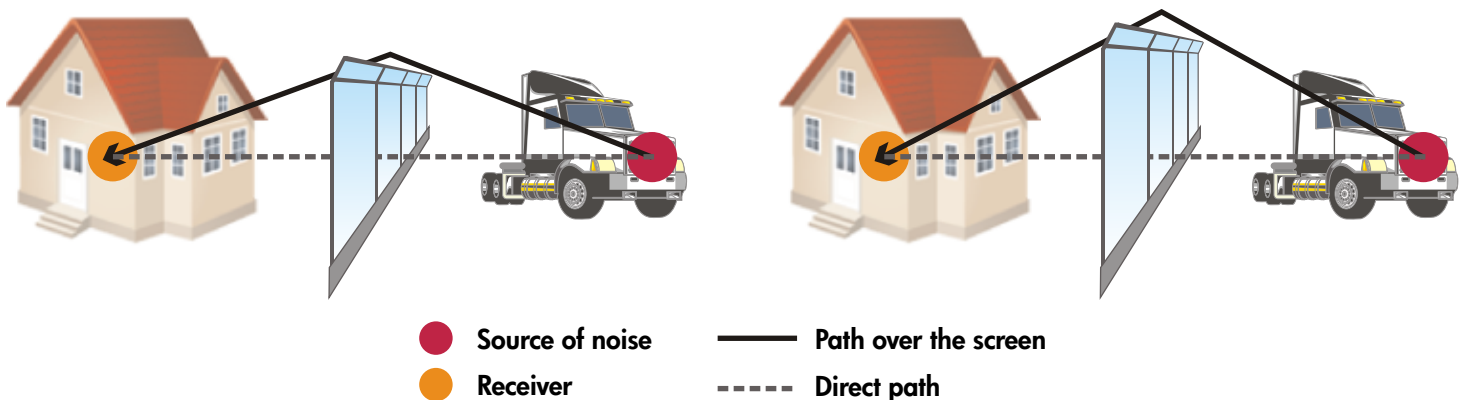 Source of noise
Path over the screen
Receiver
Direct path